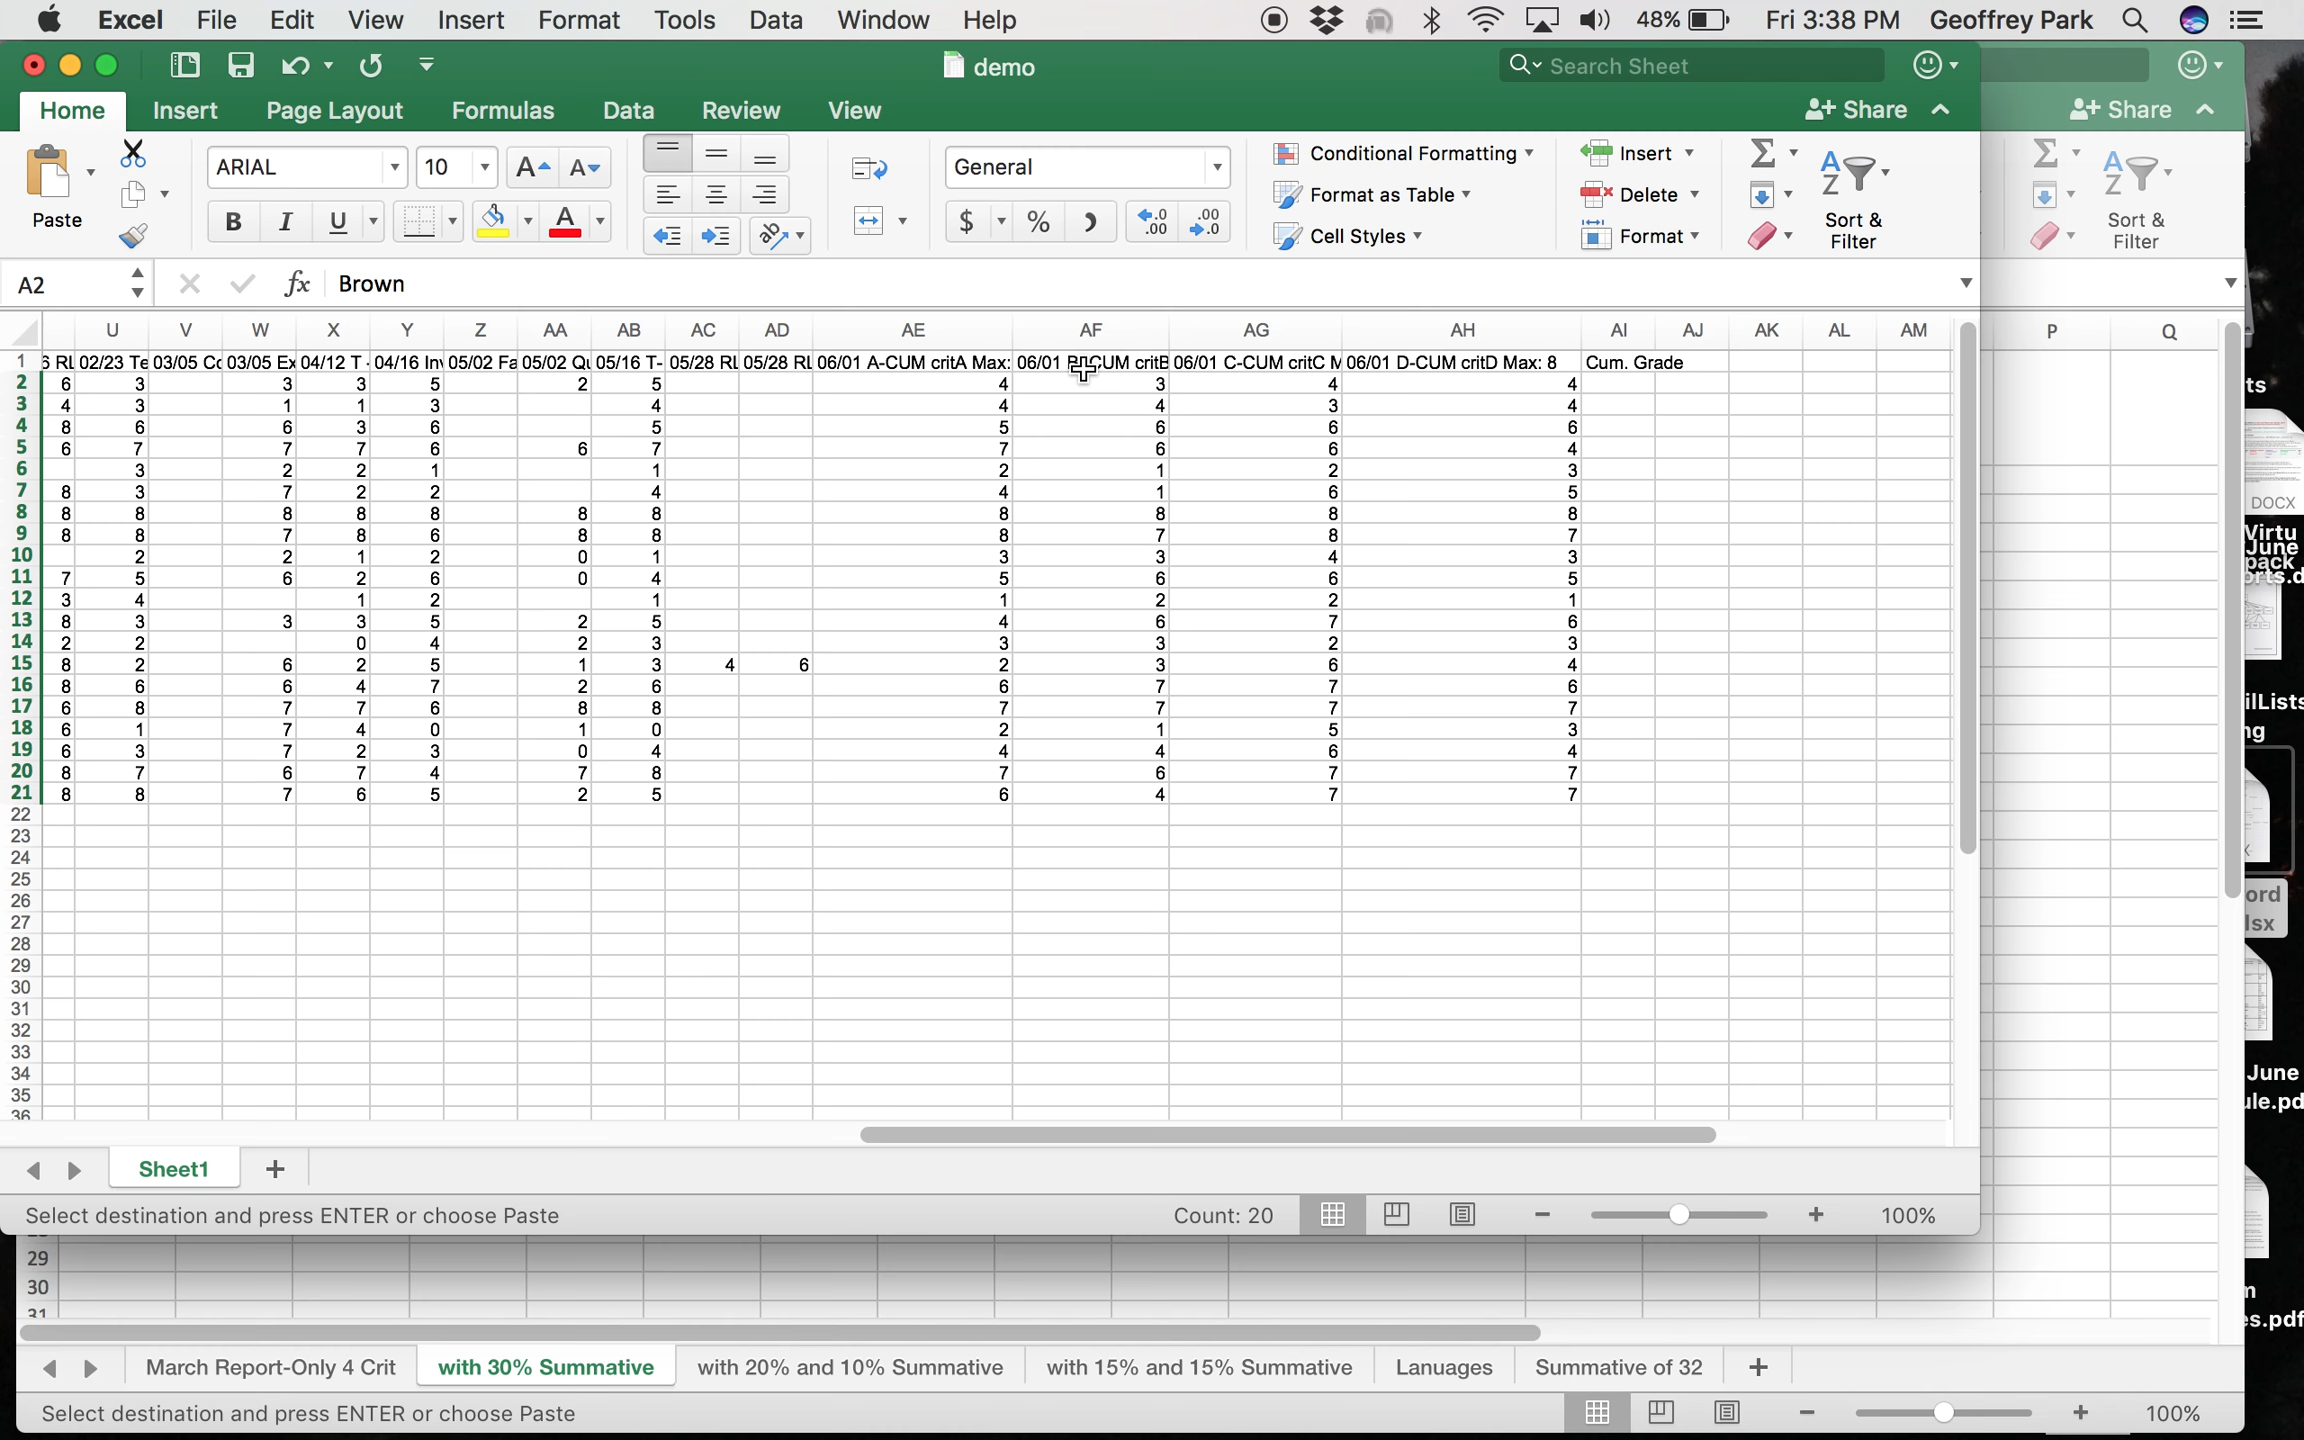 Excel File Edit View Insert Format Tools Data Window Help 48% Fri 3:38 PM Geoffrey Park
demo Search Sheet
Home Insert Page Layout Formulas Data Review View Share Share
Paste ARIAL 10 General Conditional Formatting Insert
Format as Table Delete
B I U A $ % Cell Styles Format Sort & Filter Sort & Filter
A2 fx Brown
U V W X Y Z AA AB AC AD AE AF AG AH AI AJ AK AL AM P Q
1 6 RL 02/23 Te 03/05 Co 03/05 Ex 04/12 T - 04/16 Inv 05/02 Fa 05/02 Qu 05/16 T- 05/28 RL 05/28 RL 06/01 A-CUM critA Max: 06/01 CUM critB 06/01 C-CUM critC M 06/01 D-CUM critD Max: 8 Cum. Grade
2 6 3 3 3 5 2 5 4 3 4 4
3 4 3 1 1 3 4 4 4 3 4
4 8 6 6 3 6 5 5 6 6 6
5 6 7 7 7 6 6 7 7 6 6 4
6 3 2 2 1 1 2 1 2 3
7 8 3 7 2 2 4 4 1 6 5
8 8 8 8 8 8 8 8 8 8 8 8
9 8 8 7 8 6 8 8 8 7 8 7
10 2 2 1 2 0 1 3 3 4 3
11 7 5 6 2 6 0 4 5 6 6 5
12 3 4 1 2 1 1 2 2 1
13 8 3 3 3 5 2 5 4 6 7 6
14 2 2 0 4 2 3 3 3 2 3
15 8 2 6 2 5 1 3 4 6 2 3 6 4
16 8 6 6 4 7 2 6 6 7 7 6
17 6 8 7 7 6 8 8 7 7 7 7
18 6 1 7 4 0 1 0 2 1 5 3
19 6 3 7 2 3 0 4 4 4 6 4
20 8 7 6 7 4 7 8 7 6 7 7
21 8 8 7 6 5 2 5 6 4 7 7
22
23
24
25
26
27
28
29
30
31
32
33
34
35
36
Sheet1
Select destination and press ENTER or choose Paste Count: 20 100%
29
30
31
March Report-Only 4 Crit with 30% Summative with 20% and 10% Summative with 15% and 15% Summative Lanuages Summative of 32
Select destination and press ENTER or choose Paste 100%
ts
DOCX
Virtu
June
pack
orts.d
ilLists
ng
ord
lsx
June
ule.pd
m
es.pdf